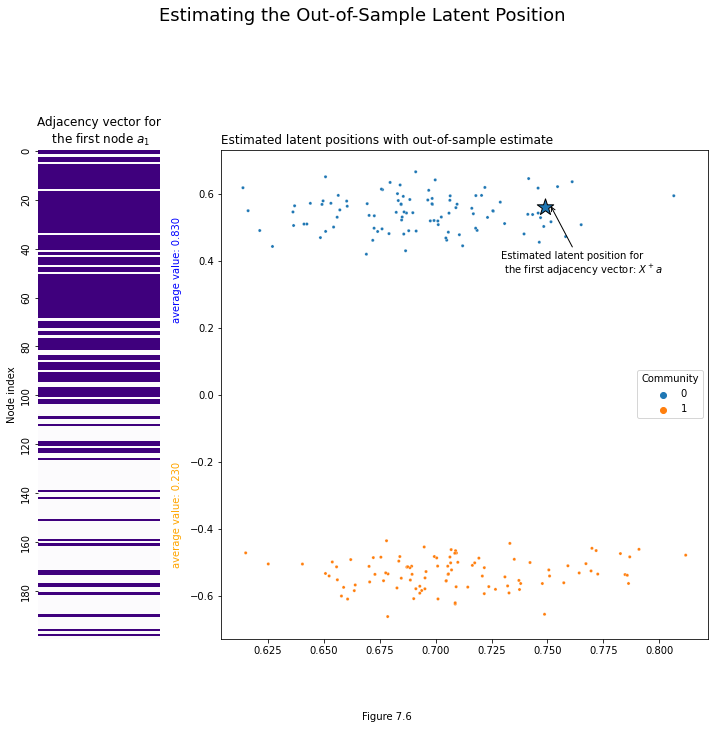 Estimating the Out-of-Sample Latent Position
Adjacency vector for
the first node a₁
Node index
0
20
40
60
80
100
120
140
160
180
average value: 0.830
average value: 0.230
Estimated latent positions with out-of-sample estimate
0.6
0.4
0.2
0.0
−0.2
−0.4
−0.6
Estimated latent position for
the first adjacency vector: X⁺a
Community
0
1
0.625 0.650 0.675 0.700 0.725 0.750 0.775 0.800
Figure 7.6